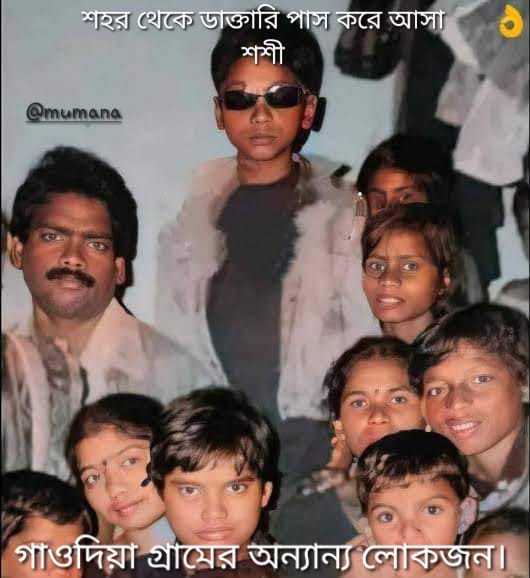 শহর থেকে ডাক্তারি পাস করে আসা
শশী
@mumana
গাওদিয়া গ্রামের অন্যান্য লোকজন।